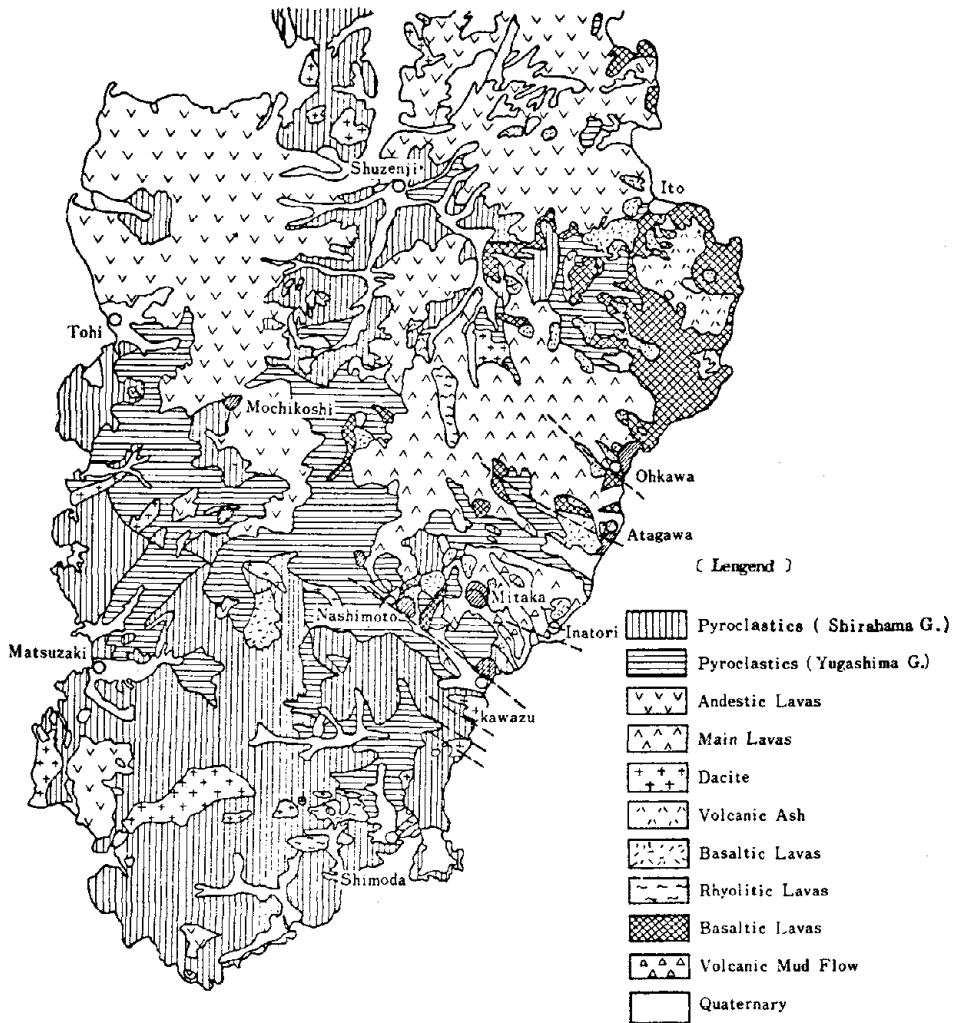 Shuzenji
Ito
Tohi
Mochikoshi
Ohkawa
Atagawa
Mitaka
Nashimoto
Inatori
Matsuzaki
kawazu
Shimoda
( Lengend )
Pyroclastics ( Shirahama G.)
Pyroclastics (Yugashima G.)
Andestic Lavas
Main Lavas
Dacite
Volcanic Ash
Basaltic Lavas
Rhyolitic Lavas
Basaltic Lavas
Volcanic Mud Flow
Quaternary